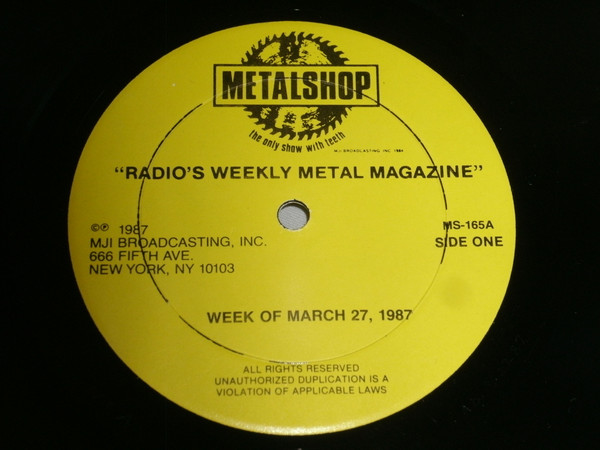 METALSHOP
the only show with teeth
MJI BROADCASTING INC. 1984
"RADIO'S WEEKLY METAL MAGAZINE"
©℗ 1987
MJI BROADCASTING, INC.
666 FIFTH AVE.
NEW YORK, NY 10103
MS-165A
SIDE ONE
WEEK OF MARCH 27, 1987
ALL RIGHTS RESERVED
UNAUTHORIZED DUPLICATION IS A
VIOLATION OF APPLICABLE LAWS